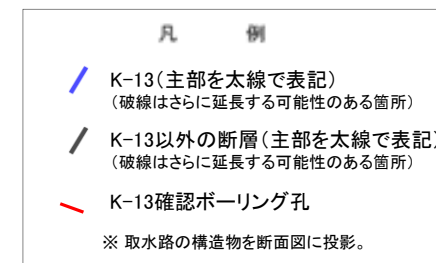 凡 例
K-13(主部を太線で表記)
(破線はさらに延長する可能性のある箇所)
K-13以外の断層(主部を太線で表記)
(破線はさらに延長する可能性のある箇所)
K-13確認ボーリング孔
※ 取水路の構造物を断面図に投影。